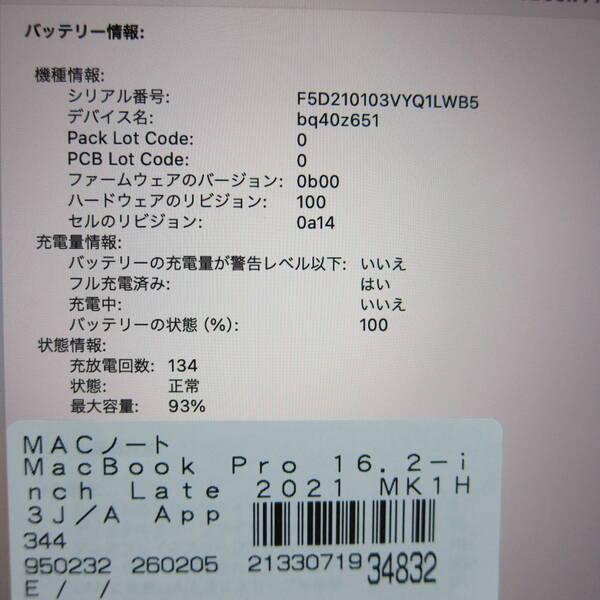 バッテリー情報:
機種情報:
シリアル番号: F5D210103VYQ1LWB5
デバイス名: bq40z651
Pack Lot Code: 0
PCB Lot Code: 0
ファームウェアのバージョン: 0b00
ハードウェアのリビジョン: 100
セルのリビジョン: 0a14
充電量情報:
バッテリーの充電量が警告レベル以下: いいえ
フル充電済み: はい
充電中: いいえ
バッテリーの状態 (%): 100
状態情報:
充放電回数: 134
状態: 正常
最大容量: 93%
MACノート
MacBook Pro 16.2-i
nch Late 2021 MK1H
3J/A App
344
950232 260205 21330719 34832
E / /